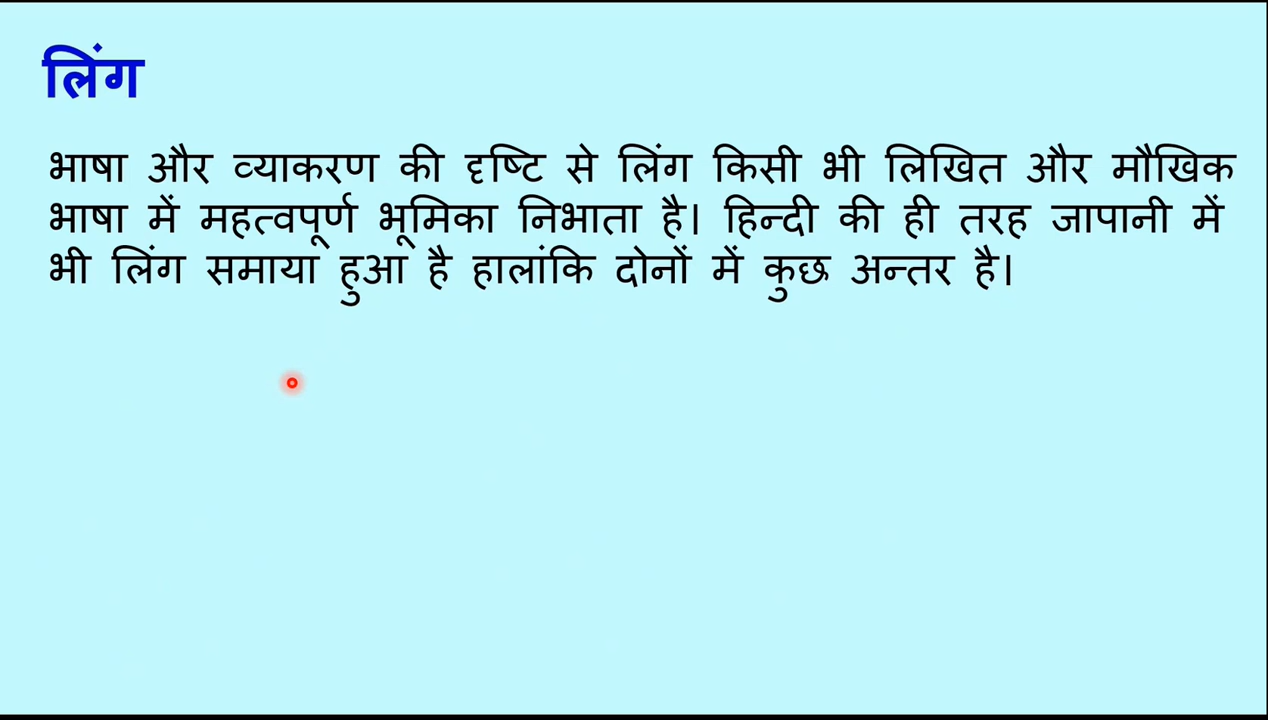 लिंग
भाषा और व्याकरण की दृष्टि से लिंग किसी भी लिखित और मौखिक
भाषा में महत्वपूर्ण भूमिका निभाता है। हिन्दी की ही तरह जापानी में
भी लिंग समाया हुआ है हालांकि दोनों में कुछ अन्तर है।